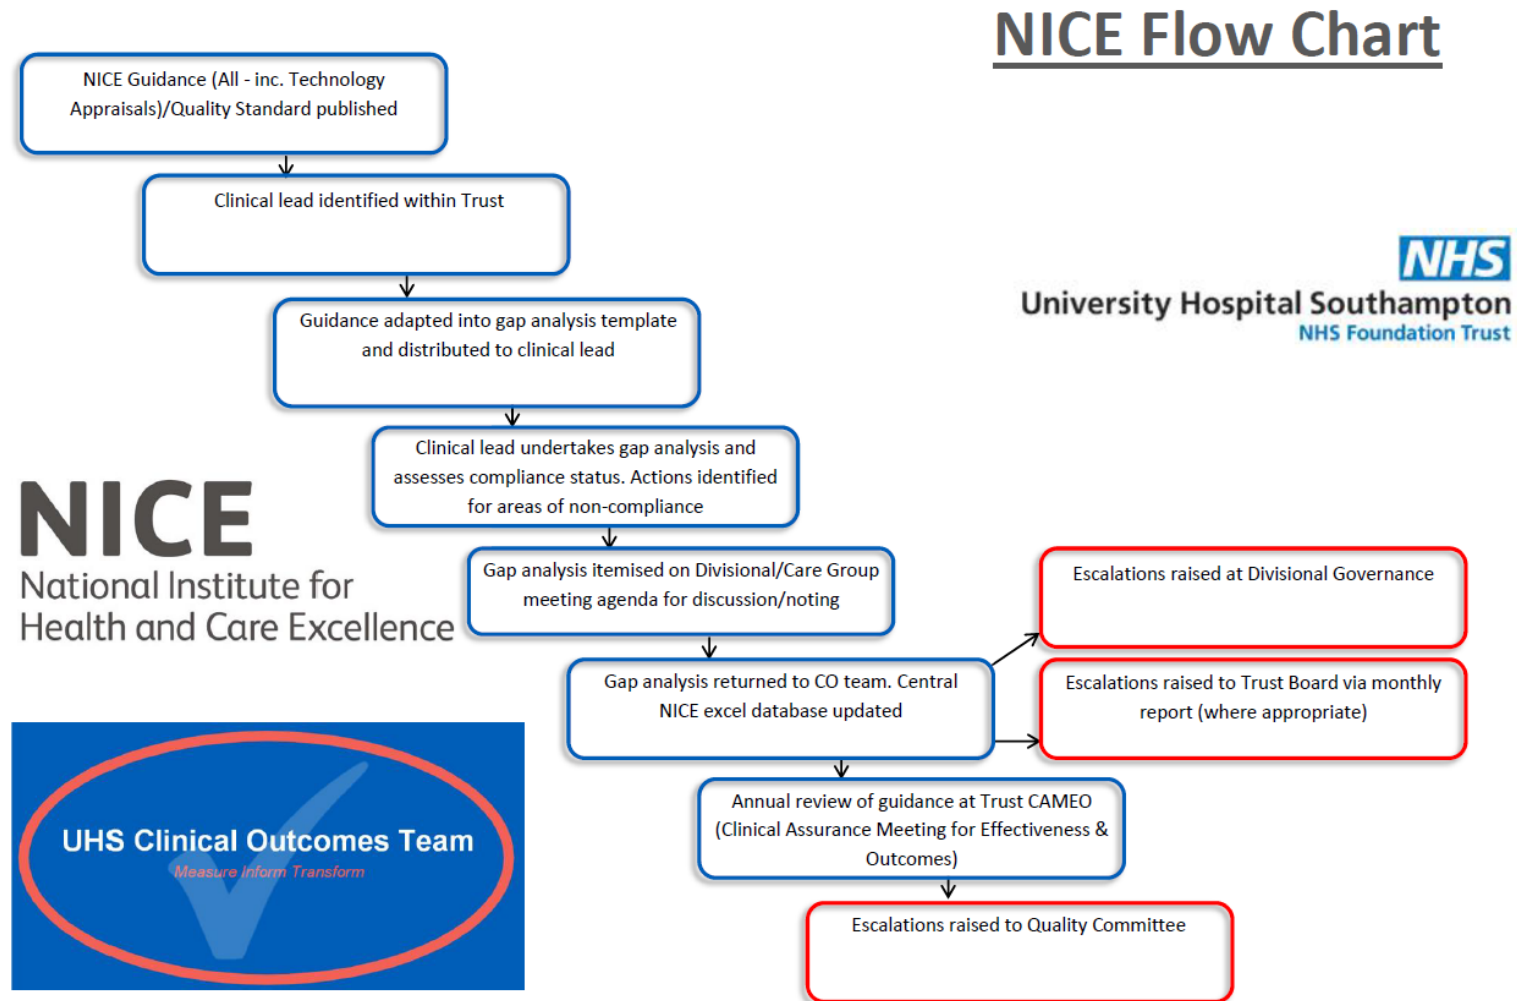 NICE Flow Chart
NICE Guidance (All - inc. Technology
Appraisals)/Quality Standard published
Clinical lead identified within Trust
NHS
University Hospital Southampton
NHS Foundation Trust
Guidance adapted into gap analysis template
and distributed to clinical lead
Clinical lead undertakes gap analysis and
assesses compliance status. Actions identified
for areas of non-compliance
NICE
National Institute for
Health and Care Excellence
Gap analysis itemised on Divisional/Care Group
meeting agenda for discussion/noting
Escalations raised at Divisional Governance
Gap analysis returned to CO team. Central
NICE excel database updated
Escalations raised to Trust Board via monthly
report (where appropriate)
Annual review of guidance at Trust CAMEO
(Clinical Assurance Meeting for Effectiveness &
Outcomes)
Escalations raised to Quality Committee
UHS Clinical Outcomes Team
Measure Inform Transform